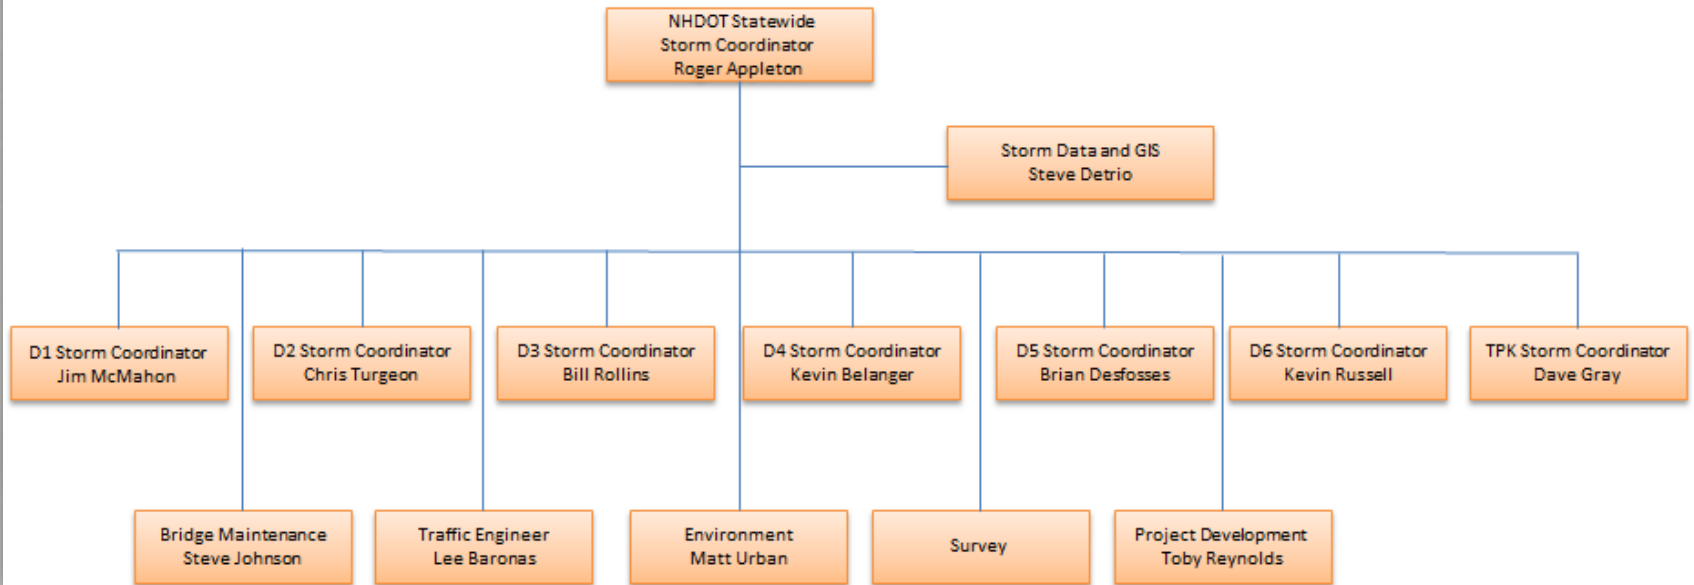 NHDOT Statewide
Storm Coordinator
Roger Appleton
Storm Data and GIS
Steve Detrio
D1 Storm Coordinator
Jim McMahon
D2 Storm Coordinator
Chris Turgeon
D3 Storm Coordinator
Bill Rollins
D4 Storm Coordinator
Kevin Belanger
D5 Storm Coordinator
Brian Desfosses
D6 Storm Coordinator
Kevin Russell
TPK Storm Coordinator
Dave Gray
Bridge Maintenance
Steve Johnson
Traffic Engineer
Lee Baronas
Environment
Matt Urban
Survey
Project Development
Toby Reynolds